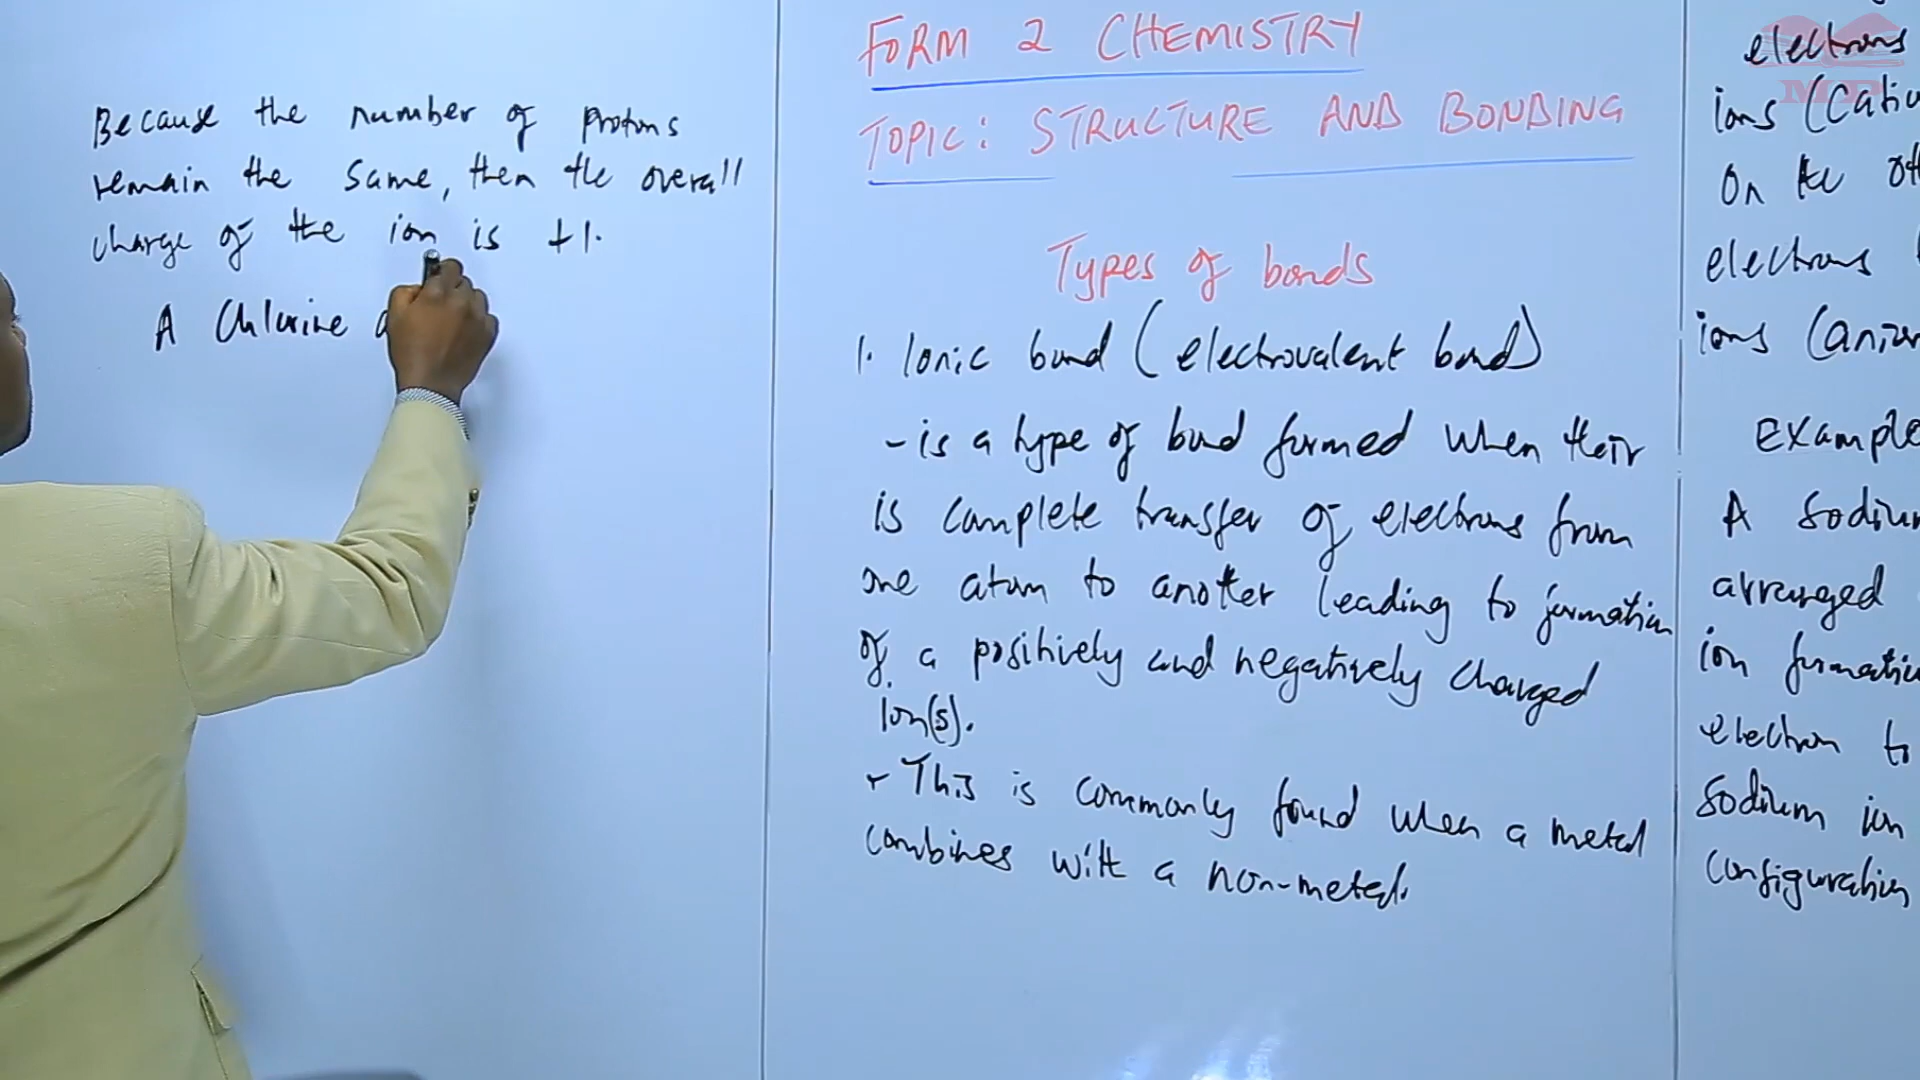 Because the number of protons
remain the same, then the overall
charge of the ion is +1.
A Chlorine a
FORM 2 CHEMISTRY
TOPIC: STRUCTURE AND BONDING
Types of bonds
1. Ionic bond (electrovalent bond)
- is a type of bond formed when their
is complete transfer of electrons from
one atom to another leading to formation
of a positively and negatively charged
Ion(s).
- This is commonly found when a metal
combines with a non-metal.
electrons
ions (Catio
On the oth
electrons
ions (anion
Example
A Sodium
arranged
ion formatio
electron to
Sodium ion
configuration
MP